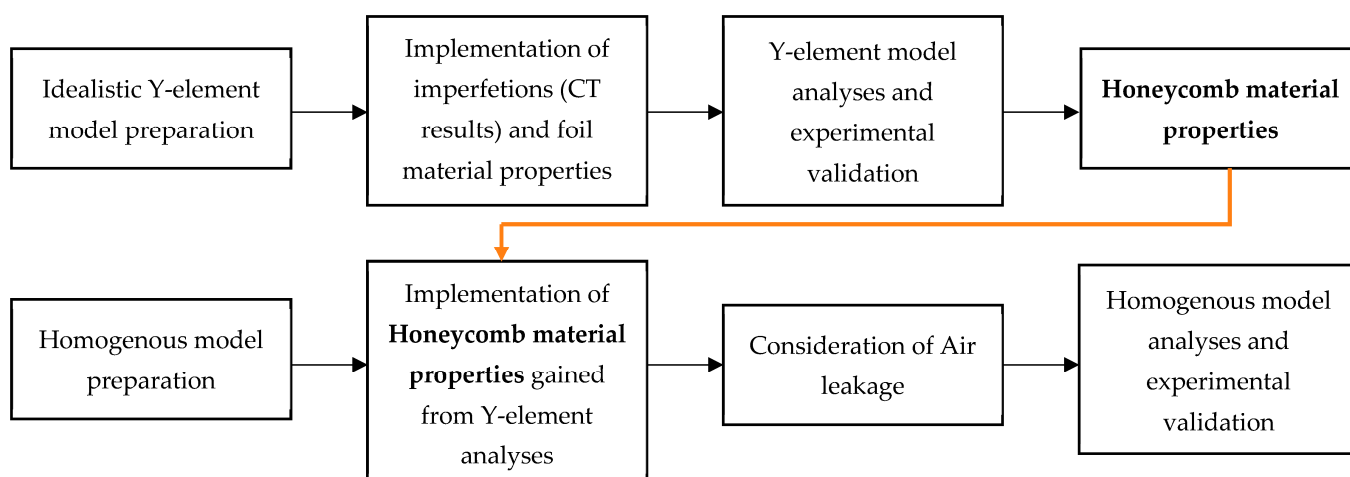 Idealistic Y-element
model preparation
Implementation of
imperfetions (CT
results) and foil
material properties
Y-element model
analyses and
experimental
validation
Honeycomb material
properties
Homogenous model
preparation
Implementation of
Honeycomb material
properties gained
from Y-element
analyses
Consideration of Air
leakage
Homogenous model
analyses and
experimental
validation